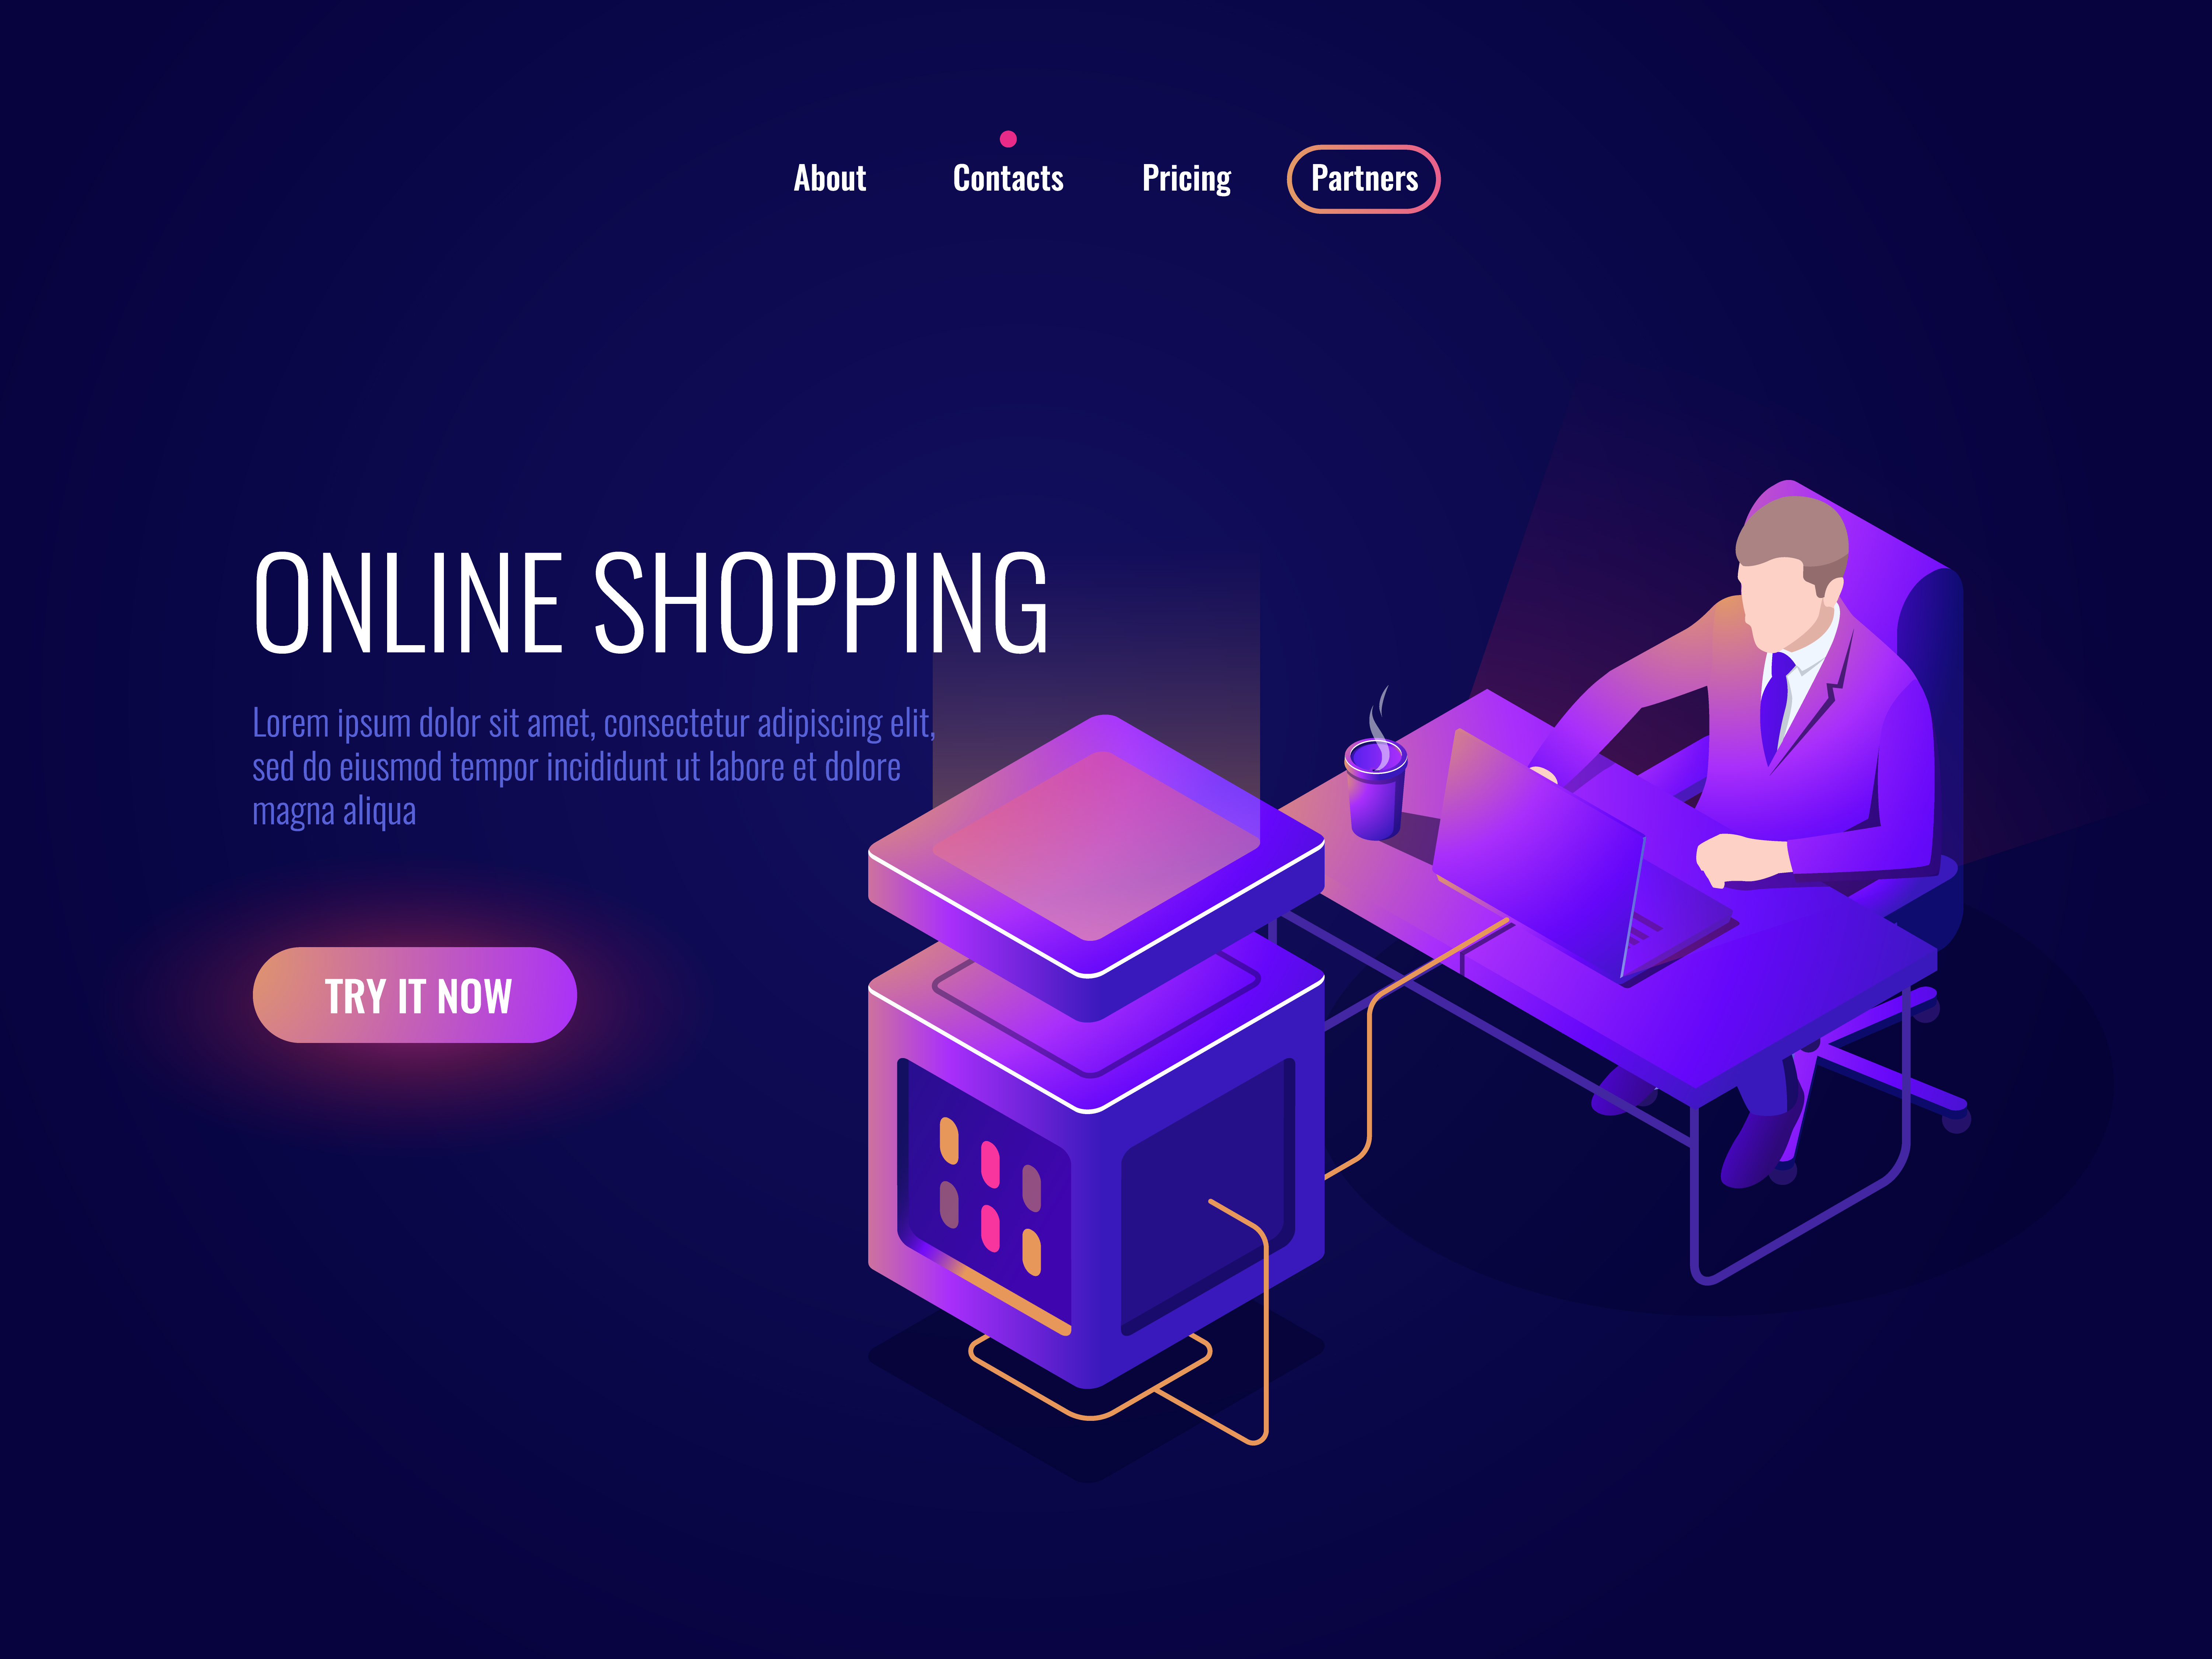 About Contacts Pricing Partners
ONLINE SHOPPING
Lorem ipsum dolor sit amet, consectetur adipiscing elit,
sed do eiusmod tempor incididunt ut labore et dolore
magna aliqua
TRY IT NOW